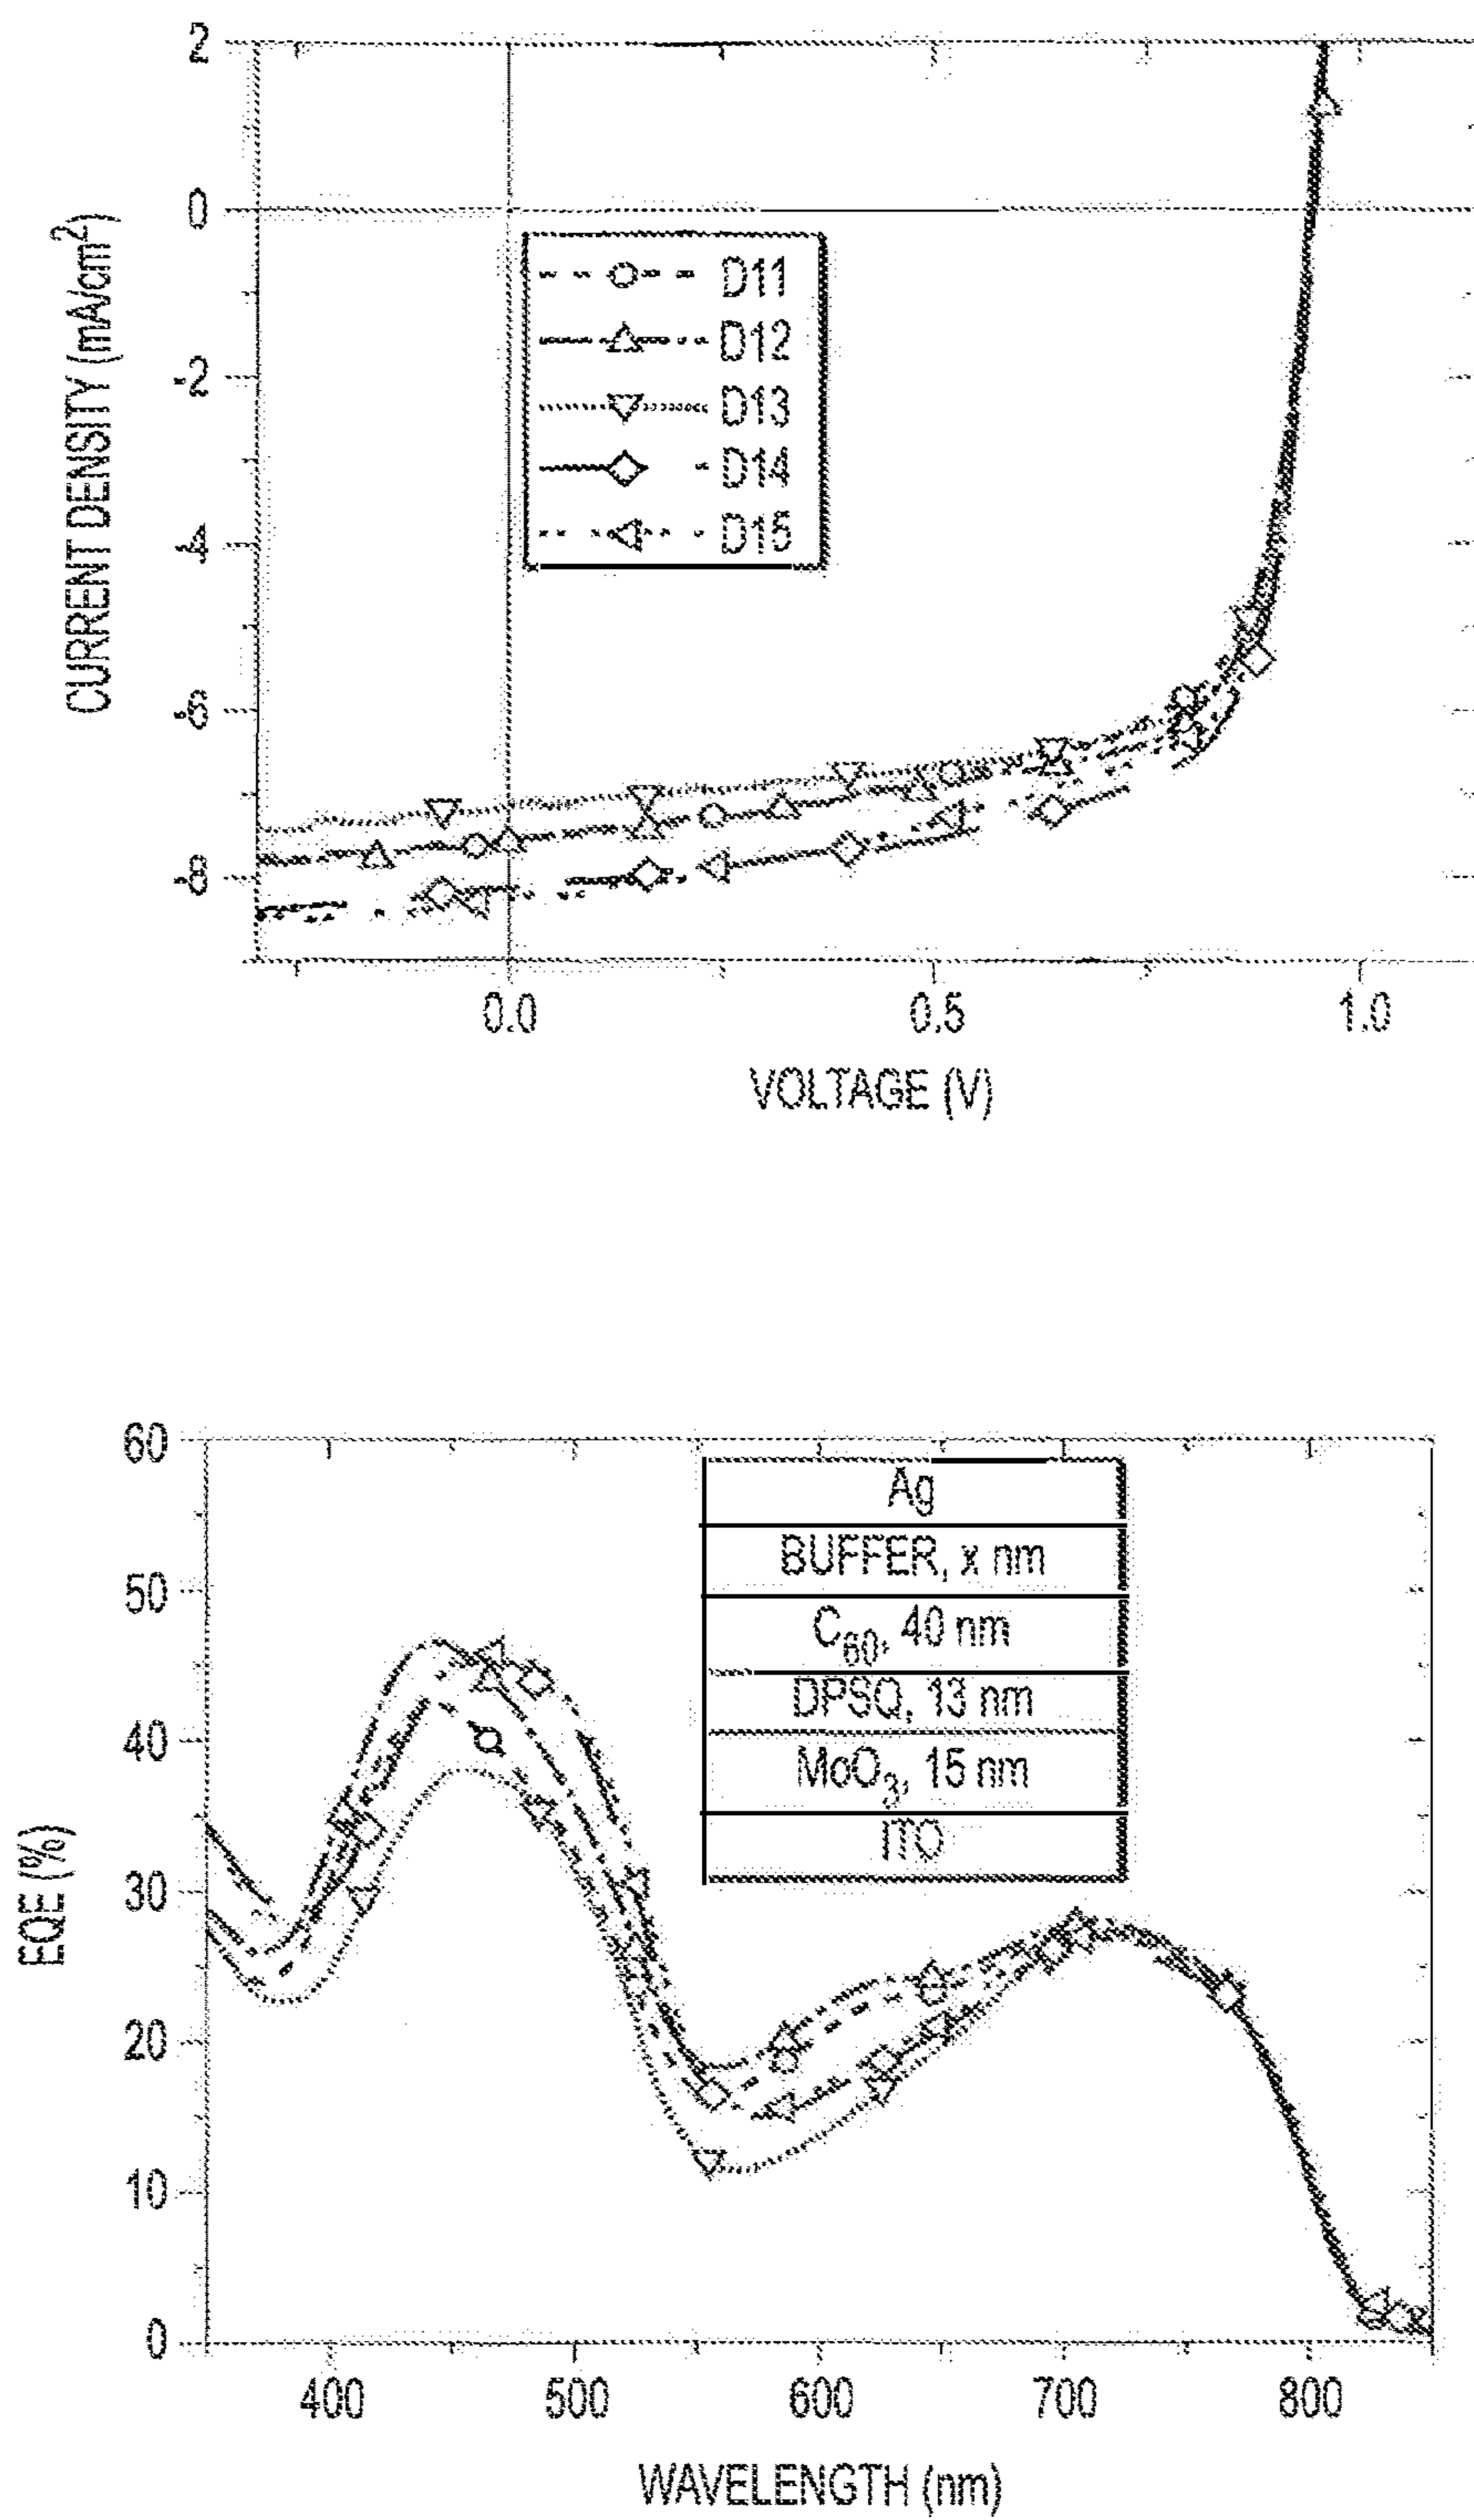 2
0
-2
-4
-6
-8
CURRENT DENSITY (mA/cm²)
D11
D12
D13
D14
D15
0.0 0.5 1.0
VOLTAGE (V)
60
50
40
30
20
10
0
EQE (%)
Ag
BUFFER, x nm
C₆₀, 40 nm
DPSQ, 13 nm
MoO₃, 15 nm
ITO
400 500 600 700 800
WAVELENGTH (nm)